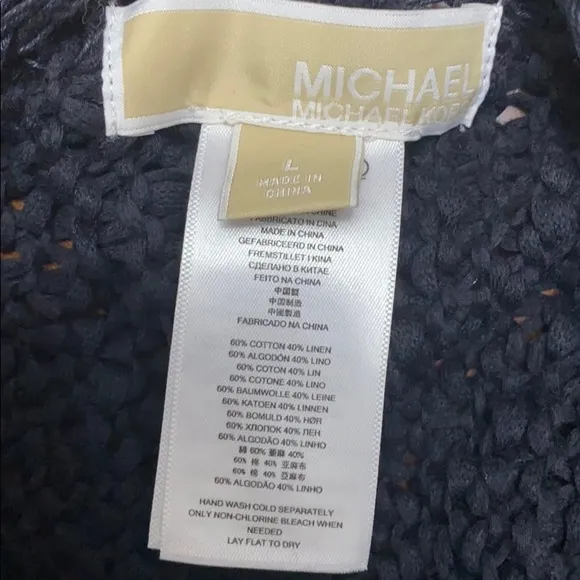 MICHAEL
MICHAEL KORS
L
MADE IN
CHINA
FABRICATO IN CINA
MADE IN CHINA
GEFABRICEERD IN CHINA
FREMSTILLET I KINA
СДЕЛАНО В КИТАЕ
FEITO NA CHINA
中国製
中国制造
中國製造
FABRICADO NA CHINA
60% COTTON 40% LINEN
60% ALGODÓN 40% LINO
60% COTON 40% LIN
60% COTONE 40% LINO
60% BAUMWOLLE 40% LEINE
60% KATOEN 40% LINNEN
60% BOMULD 40% HØR
60% ХЛОПОК 40% ЛЕН
60% ALGODÃO 40% LINHO
綿 60% 亜麻 40%
60% 棉 40% 亚麻布
60% 棉 40% 亞麻布
60% ALGODÃO 40% LINHO
HAND WASH COLD SEPARATELY
ONLY NON-CHLORINE BLEACH WHEN
NEEDED
LAY FLAT TO DRY